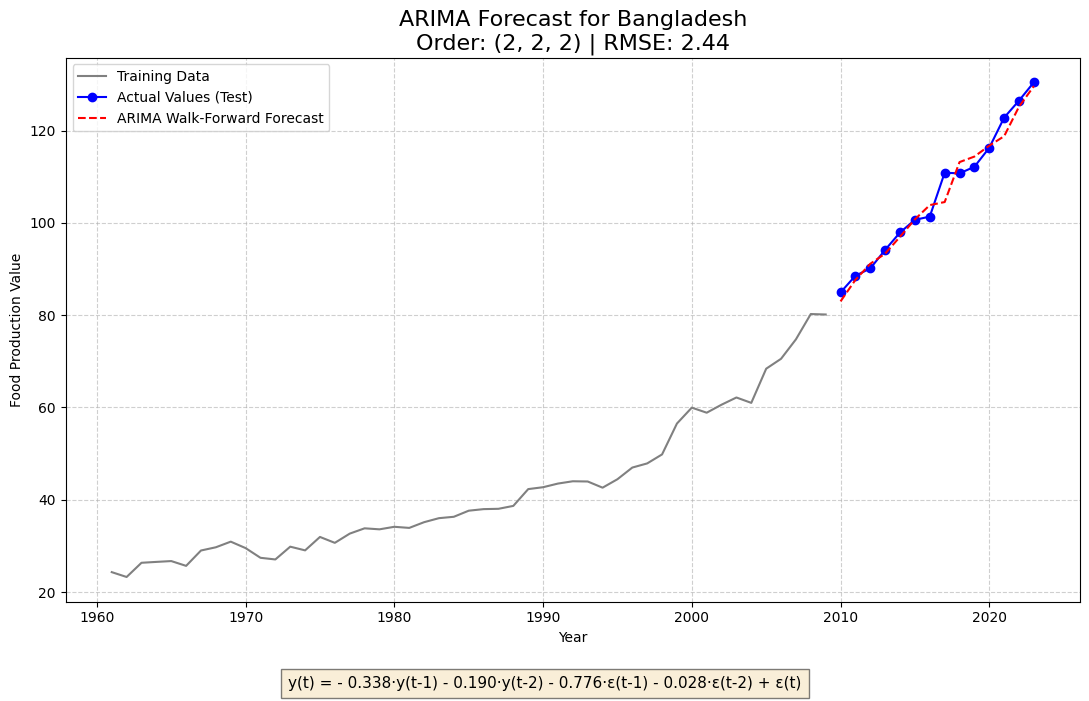 ARIMA Forecast for Bangladesh
Order: (2, 2, 2) | RMSE: 2.44
Training Data
Actual Values (Test)
ARIMA Walk-Forward Forecast
Food Production Value
120
100
80
60
40
20
1960 1970 1980 1990 2000 2010 2020
Year
y(t) = - 0.338·y(t-1) - 0.190·y(t-2) - 0.776·ε(t-1) - 0.028·ε(t-2) + ε(t)